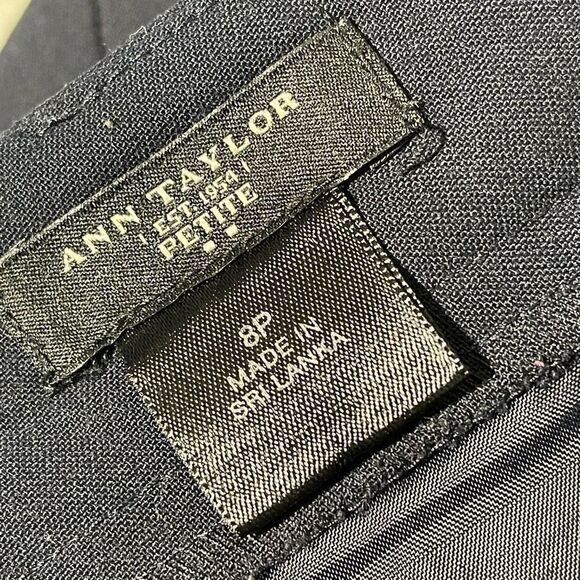 ANN TAYLOR
| EST. 1954 |
PETITE
8P
MADE IN
SRI LANKA